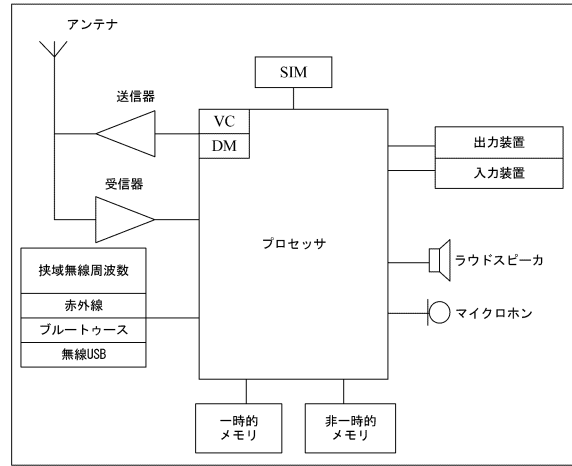 アンテナ
SIM
送信器
VC
DM
出力装置
入力装置
受信器
プロセッサ
挟域無線周波数
赤外線
ブルートゥース
無線USB
ラウドスピーカ
マイクロホン
一時的
メモリ
非一時的
メモリ